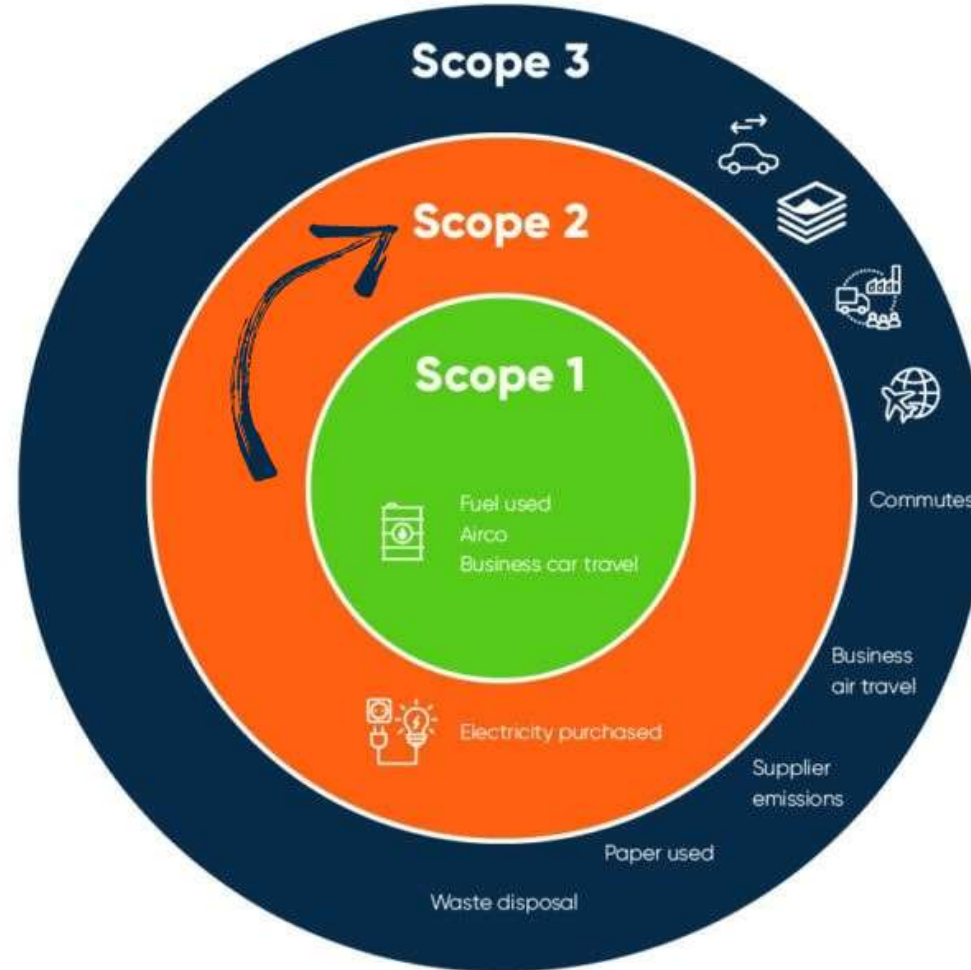 Scope 3
Scope 2
Scope 1
Fuel used
Airco
Business car travel
Commutes
Business
air travel
Electricity purchased
Supplier
emissions
Paper used
Waste disposal